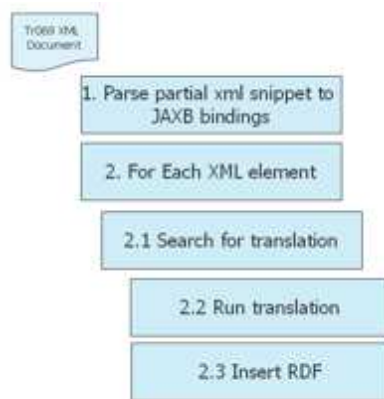 Tr069 XML
Document
1. Parse partial xml snippet to
JAXB bindings
2. For Each XML element
2.1 Search for translation
2.2 Run translation
2.3 Insert RDF